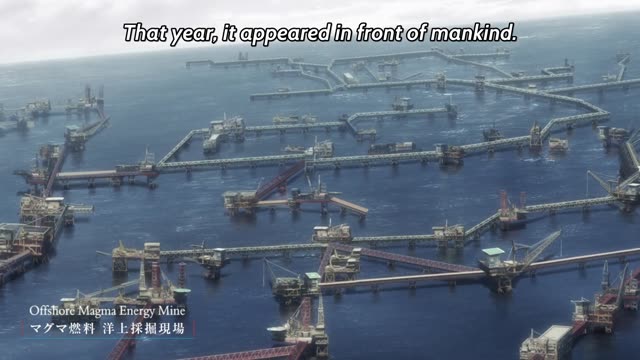 That year, it appeared in front of mankind.
Offshore Magma Energy Mine
マグマ燃料 洋上採掘現場